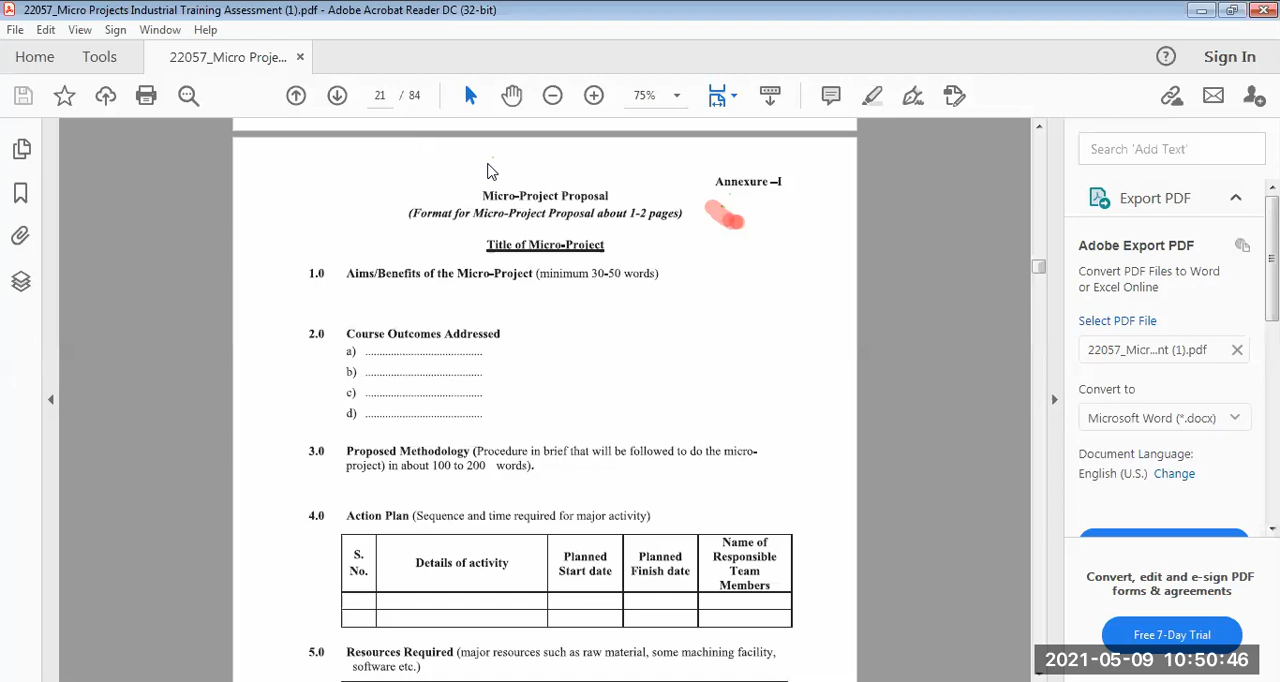 22057_Micro Projects Industrial Training Assessment (1).pdf - Adobe Acrobat Reader DC (32-bit)
File Edit View Sign Window Help
Home Tools 22057_Micro Proje... × Sign In
21 / 84 75%
Search 'Add Text'
Export PDF
Adobe Export PDF
Convert PDF Files to Word
or Excel Online
Select PDF File
22057_Micr...nt (1).pdf
Convert to
Microsoft Word (*.docx)
Document Language:
English (U.S.) Change
Convert, edit and e-sign PDF
forms & agreements
Free 7-Day Trial
Annexure –I
Micro-Project Proposal
(Format for Micro-Project Proposal about 1-2 pages)
Title of Micro-Project
1.0 Aims/Benefits of the Micro-Project (minimum 30-50 words)
2.0 Course Outcomes Addressed
a) ........................................
b) ........................................
c) ........................................
d) ........................................
3.0 Proposed Methodology (Procedure in brief that will be followed to do the micro-
project) in about 100 to 200 words).
4.0 Action Plan (Sequence and time required for major activity)
S. No. Details of activity Planned Start date Planned Finish date Name of Responsible Team Members
5.0 Resources Required (major resources such as raw material, some machining facility,
software etc.)
2021-05-09 10:50:46